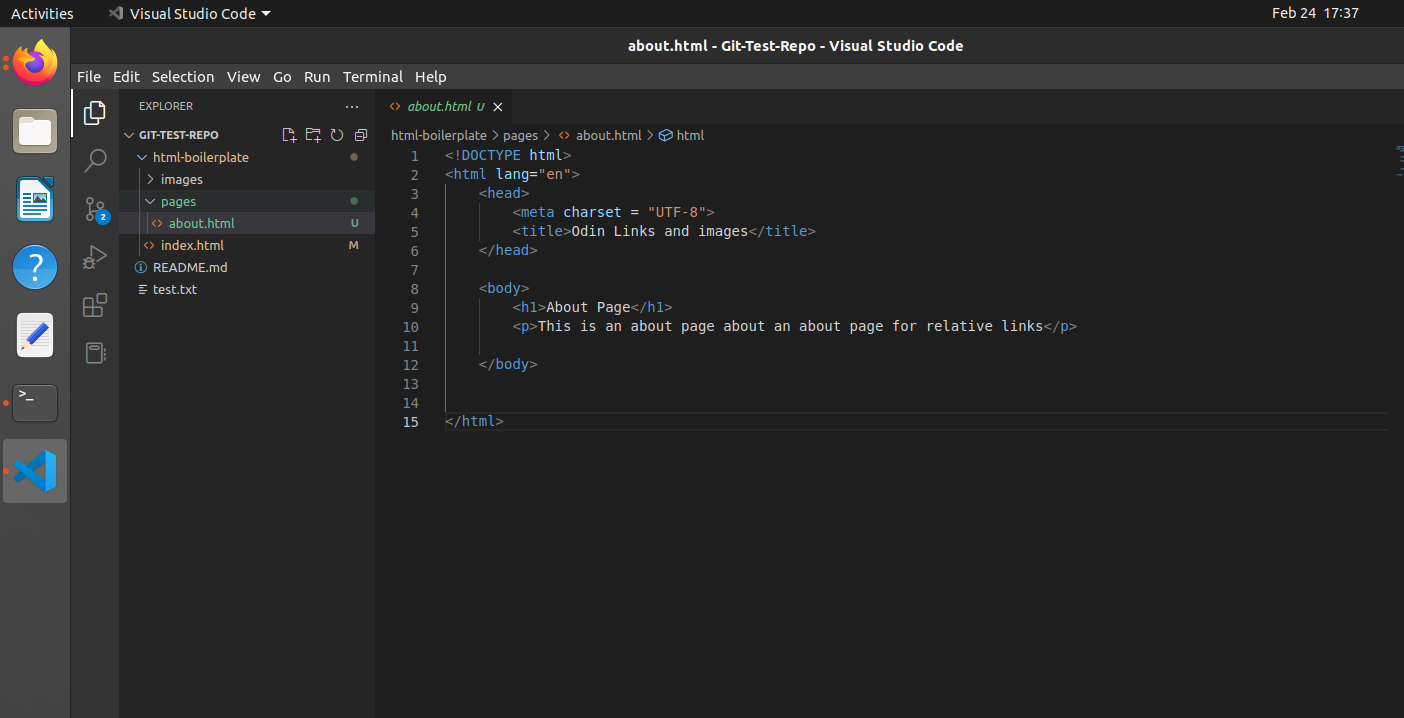 Activities Visual Studio Code Feb 24 17:37
about.html - Git-Test-Repo - Visual Studio Code
File Edit Selection View Go Run Terminal Help
EXPLORER ...
about.html U
GIT-TEST-REPO
html-boilerplate > pages > about.html > html
html-boilerplate
images
pages
about.html U
index.html M
README.md
test.txt
2
>_
?
1 <!DOCTYPE html>
2 <html lang="en">
3 <head>
4 <meta charset = "UTF-8">
5 <title>Odin Links and images</title>
6 </head>
7
8 <body>
9 <h1>About Page</h1>
10 <p>This is an about page about an about page for relative links</p>
11
12 </body>
13
14
15 </html>